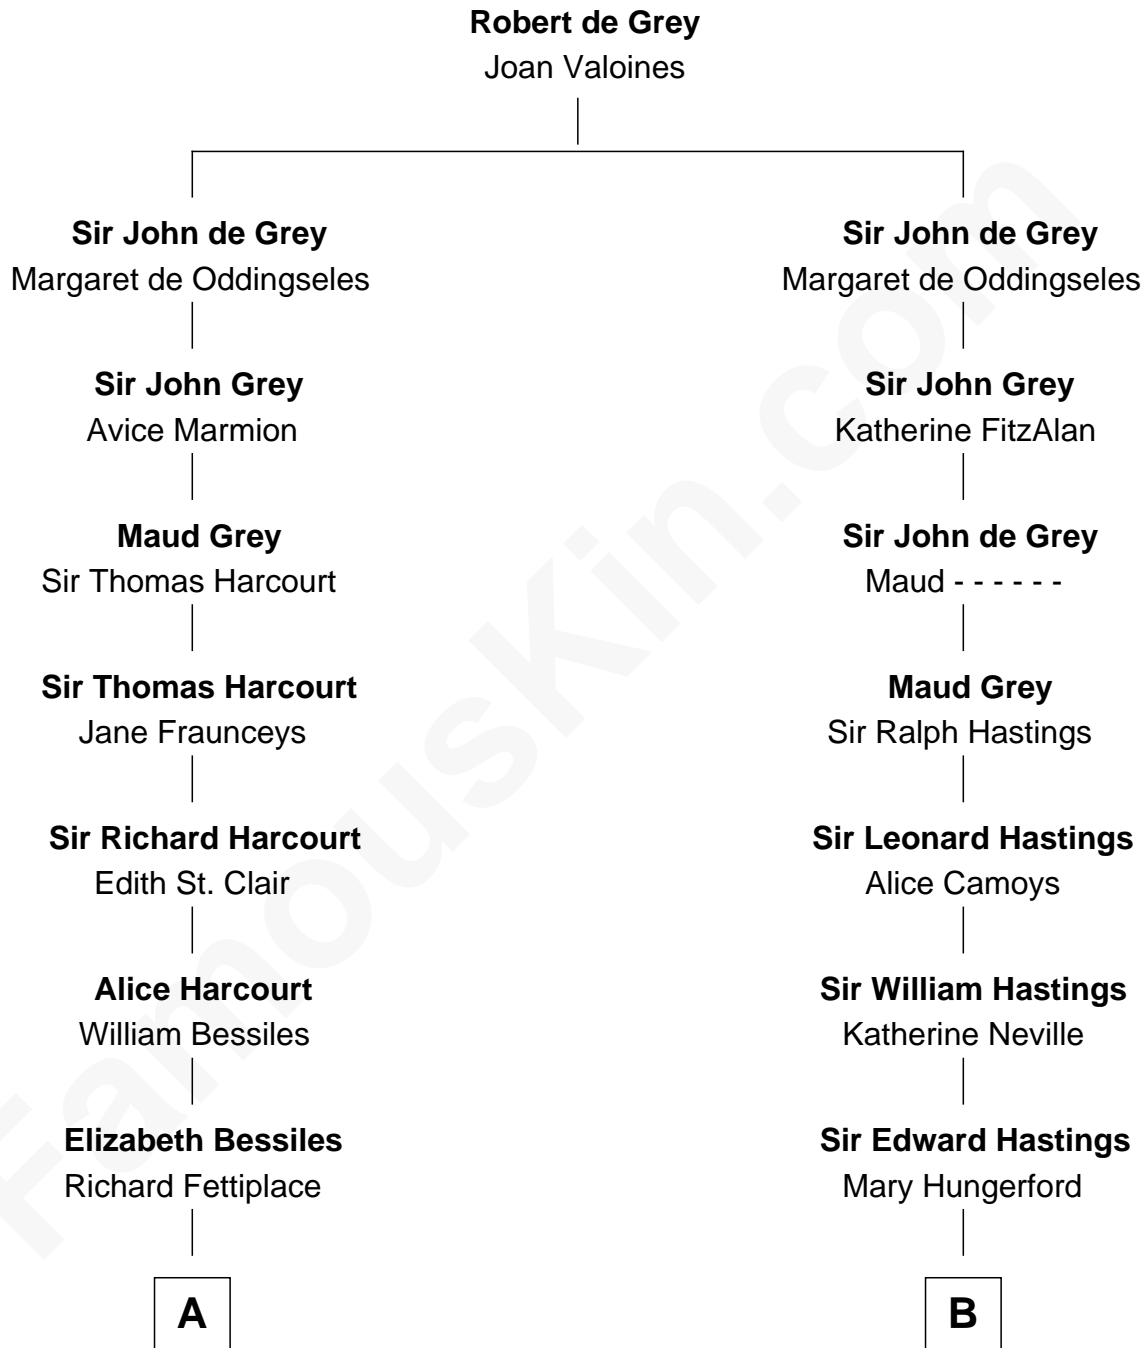 Robert de Grey
Joan Valoines
Sir John de Grey
Margaret de Oddingseles
Sir John de Grey
Margaret de Oddingseles
Sir John Grey
Avice Marmion
Sir John Grey
Katherine FitzAlan
Maud Grey
Sir Thomas Harcourt
Sir John de Grey
Maud - - - - - -
Sir Thomas Harcourt
Jane Fraunceys
Maud Grey
Sir Ralph Hastings
Sir Richard Harcourt
Edith St. Clair
Sir Leonard Hastings
Alice Camoys
Alice Harcourt
William Bessiles
Sir William Hastings
Katherine Neville
Elizabeth Bessiles
Richard Fettiplace
Sir Edward Hastings
Mary Hungerford
A
B
FamousKin.com